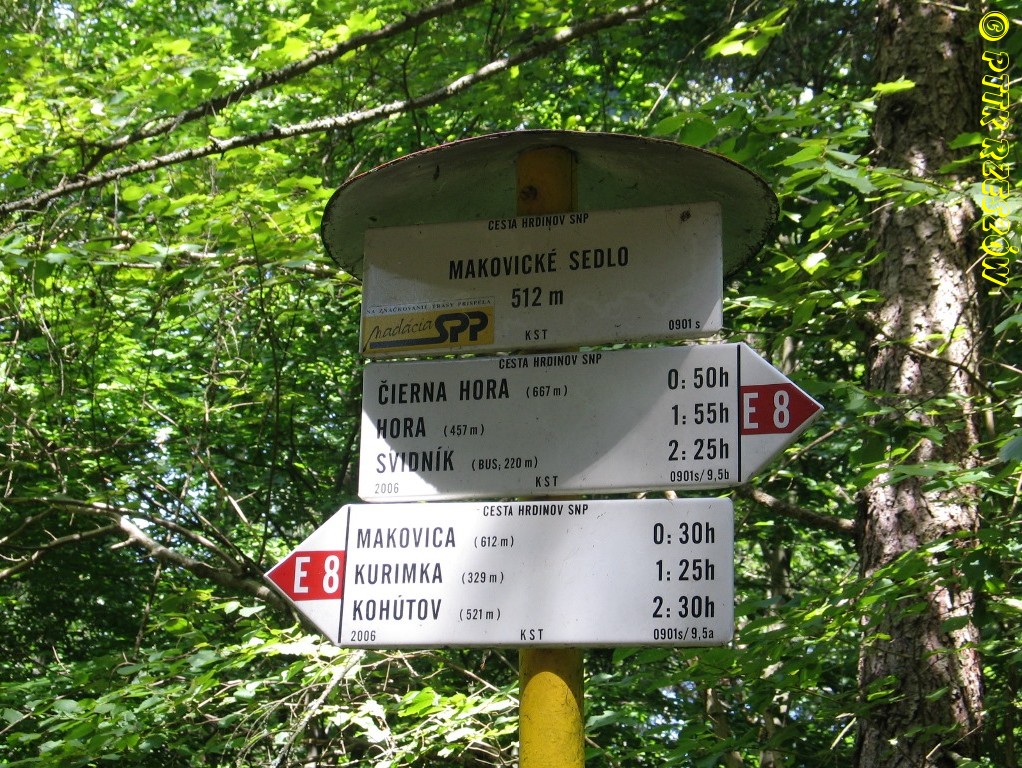 CESTA HRDINOV SNP
MAKOVICKÉ SEDLO
512 m
NA ZNAČKOVANIE TRASY PRISPELA
Nadácia SPP
KST
0901 s
CESTA HRDINOV SNP
ČIERNA HORA (667 m) 0:50h
HORA (457 m) 1:55h
SVIDNÍK (BUS; 220 m) 2:25h
2006 KST 0901s/9,5b
E 8
CESTA HRDINOV SNP
MAKOVICA (612 m) 0:30h
KURIMKA (329 m) 1:25h
KOHÚTOV (521 m) 2:30h
2006 KST 0901s/9,5a
E 8
© PTTK RZESZÓW